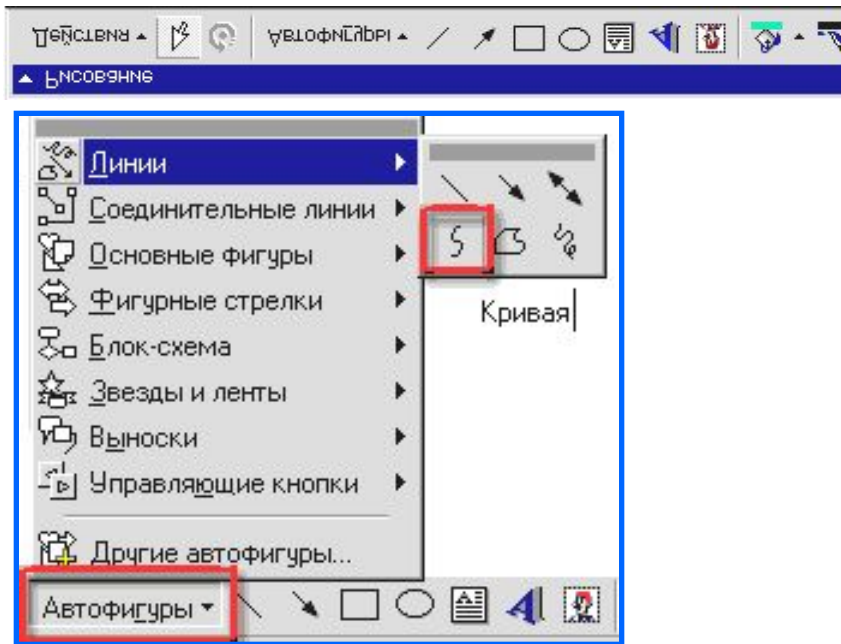 Действия Автофигуры
Рисование
Линии
Соединительные линии
Основные фигуры
Фигурные стрелки
Кривая
Блок-схема
Звезды и ленты
Выноски
Управляющие кнопки
Другие автофигуры...
Автофигуры